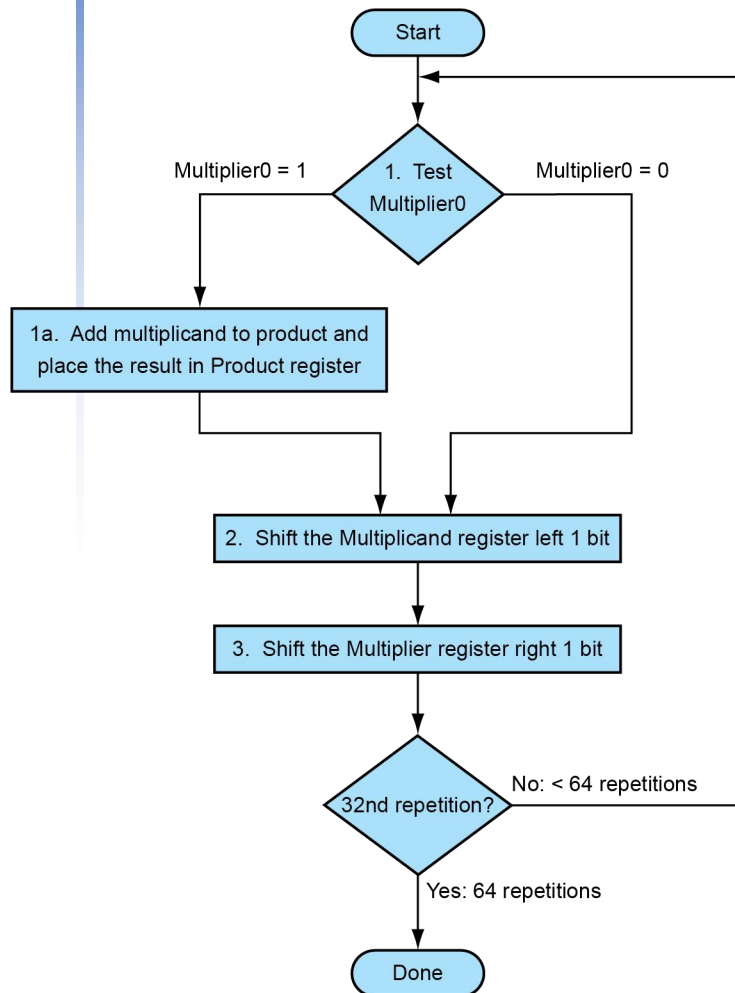 Start
Multiplier0 = 1
1. Test
Multiplier0
Multiplier0 = 0
1a. Add multiplicand to product and
place the result in Product register
2. Shift the Multiplicand register left 1 bit
3. Shift the Multiplier register right 1 bit
32nd repetition?
No: < 64 repetitions
Yes: 64 repetitions
Done